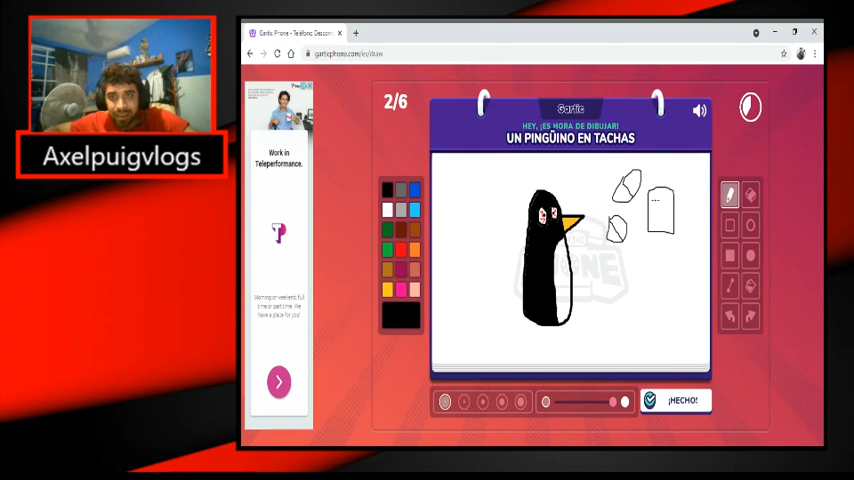 Gartic Phone - Teléfono Descom
garticphone.com/es/draw
Work in
Teleperformance.
Morning or weekend, full
time or part time. We
have a place for you!
2/6
Gartic
HEY, ¡ES HORA DE DIBUJAR!
UN PINGÜINO EN TACHAS
¡HECHO!
Axelpuigvlogs